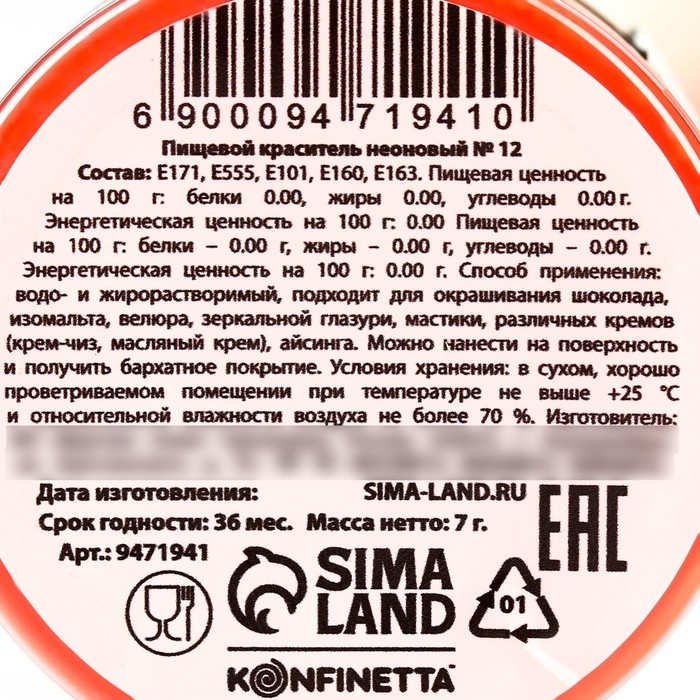 6 900094 719410
Пищевой краситель неоновый № 12
Состав: Е171, Е555, Е101, Е160, Е163. Пищевая ценность
на 100 г: белки 0.00, жиры 0.00, углеводы 0.00 г.
Энергетическая ценность на 100 г: 0.00 Пищевая ценность
на 100 г: белки – 0.00 г, жиры – 0.00 г, углеводы – 0.00 г.
Энергетическая ценность на 100 г: 0.00 г. Способ применения:
водо- и жирорастворимый, подходит для окрашивания шоколада,
изомальта, велюра, зеркальной глазури, мастики, различных кремов
(крем-чиз, масляный крем), айсинга. Можно нанести на поверхность
и получить бархатное покрытие. Условия хранения: в сухом, хорошо
проветриваемом помещении при температуре не выше +25 °С
и относительной влажности воздуха не более 70 %. Изготовитель:
Дата изготовления: SIMA-LAND.RU
Срок годности: 36 мес. Масса нетто: 7 г.
Арт.: 9471941
EAC
SIMA
LAND
01
KONFINETTA